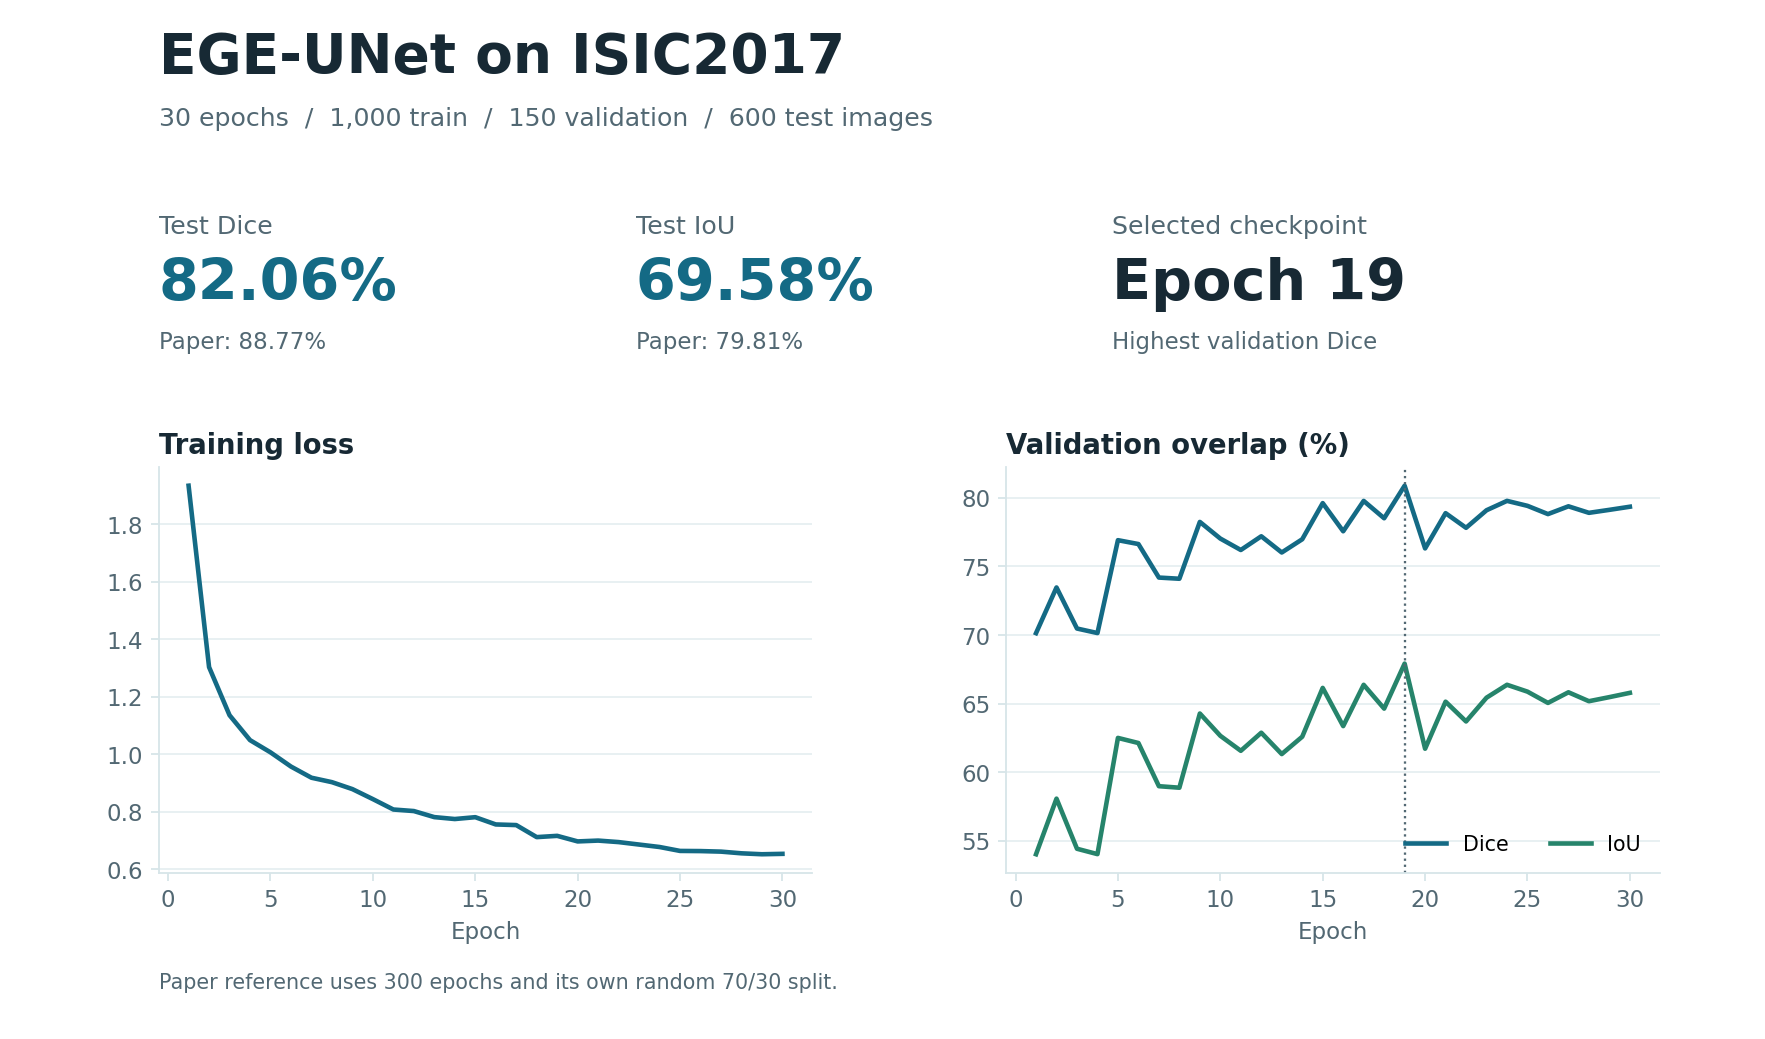 EGE-UNet on ISIC2017
30 epochs / 1,000 train / 150 validation / 600 test images
Test Dice
82.06%
Paper: 88.77%
Test IoU
69.58%
Paper: 79.81%
Selected checkpoint
Epoch 19
Highest validation Dice
Training loss
1.8
1.6
1.4
1.2
1.0
0.8
0.6
0 5 10 15 20 25 30
Epoch
Validation overlap (%)
80
75
70
65
60
55
Dice IoU
0 5 10 15 20 25 30
Epoch
Paper reference uses 300 epochs and its own random 70/30 split.